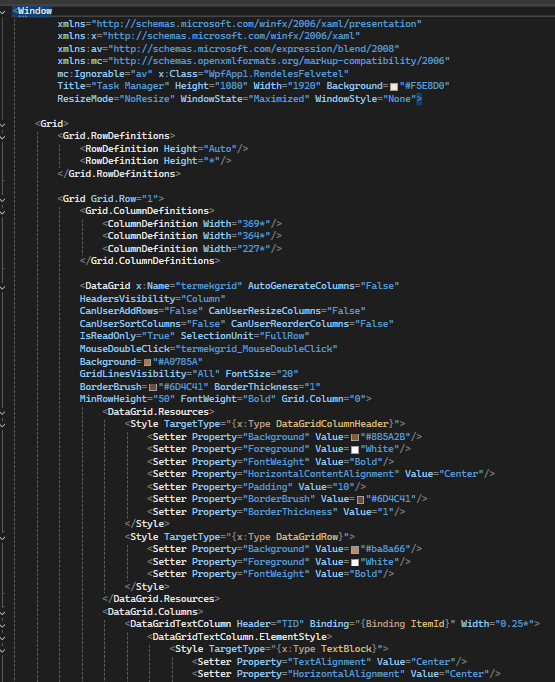 <Window
xmlns="http://schemas.microsoft.com/winfx/2006/xaml/presentation"
xmlns:x="http://schemas.microsoft.com/winfx/2006/xaml"
xmlns:av="http://schemas.microsoft.com/expression/blend/2008"
xmlns:mc="http://schemas.openxmlformats.org/markup-compatibility/2006"
mc:Ignorable="av" x:Class="WpfApp1.RendelesFelvetel"
Title="Task Manager" Height="1080" Width="1920" Background="#F5E8D0"
ResizeMode="NoResize" WindowState="Maximized" WindowStyle="None">
<Grid>
<Grid.RowDefinitions>
<RowDefinition Height="Auto"/>
<RowDefinition Height="*"/>
</Grid.RowDefinitions>
<Grid Grid.Row="1">
<Grid.ColumnDefinitions>
<ColumnDefinition Width="369*"/>
<ColumnDefinition Width="364*"/>
<ColumnDefinition Width="227*"/>
</Grid.ColumnDefinitions>
<DataGrid x:Name="termekgrid" AutoGenerateColumns="False"
HeadersVisibility="Column"
CanUserAddRows="False" CanUserResizeColumns="False"
CanUserSortColumns="False" CanUserReorderColumns="False"
IsReadOnly="True" SelectionUnit="FullRow"
MouseDoubleClick="termekgrid_MouseDoubleClick"
Background="#A0785A"
GridLinesVisibility="All" FontSize="20"
BorderBrush="#6D4C41" BorderThickness="1"
MinRowHeight="50" FontWeight="Bold" Grid.Column="0">
<DataGrid.Resources>
<Style TargetType="{x:Type DataGridColumnHeader}">
<Setter Property="Background" Value="#8B5A2B"/>
<Setter Property="Foreground" Value="White"/>
<Setter Property="FontWeight" Value="Bold"/>
<Setter Property="HorizontalContentAlignment" Value="Center"/>
<Setter Property="Padding" Value="10"/>
<Setter Property="BorderBrush" Value="#6D4C41"/>
<Setter Property="BorderThickness" Value="1"/>
</Style>
<Style TargetType="{x:Type DataGridRow}">
<Setter Property="Background" Value="#ba8a66"/>
<Setter Property="Foreground" Value="White"/>
<Setter Property="FontWeight" Value="Bold"/>
</Style>
</DataGrid.Resources>
<DataGrid.Columns>
<DataGridTextColumn Header="TID" Binding="{Binding ItemId}" Width="0.25*">
<DataGridTextColumn.ElementStyle>
<Style TargetType="{x:Type TextBlock}">
<Setter Property="TextAlignment" Value="Center"/>
<Setter Property="HorizontalAlignment" Value="Center"/>